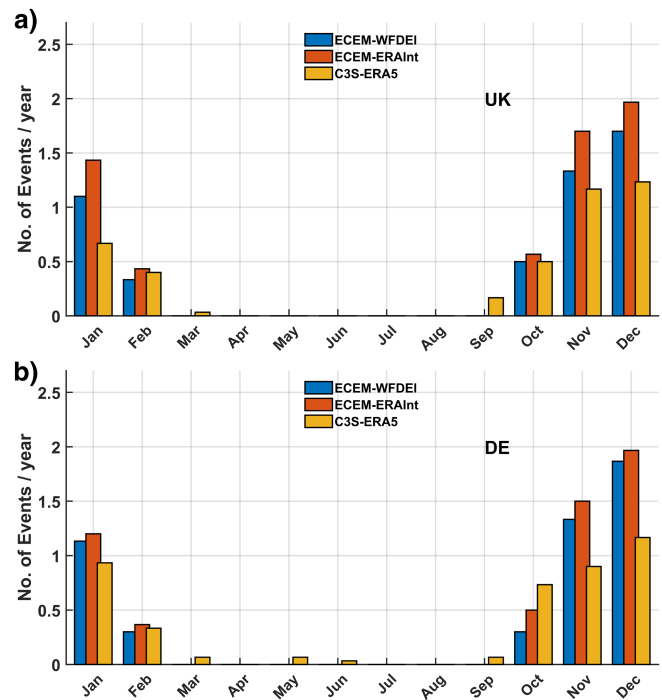 a)
2.5
2
1.5
1
0.5
0
No. of Events / year
ECEM-WFDEI
ECEM-ERAInt
C3S-ERA5
UK
Jan Feb Mar Apr May Jun Jul Aug Sep Oct Nov Dec
b)
2.5
2
1.5
1
0.5
0
No. of Events / year
ECEM-WFDEI
ECEM-ERAInt
C3S-ERA5
DE
Jan Feb Mar Apr May Jun Jul Aug Sep Oct Nov Dec